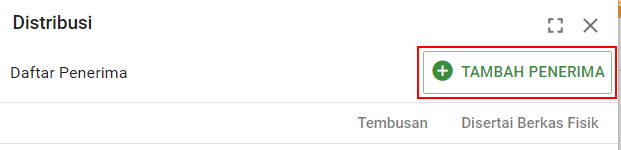 Distribusi
Daftar Penerima
TAMBAH PENERIMA
Tembusan
Disertai Berkas Fisik